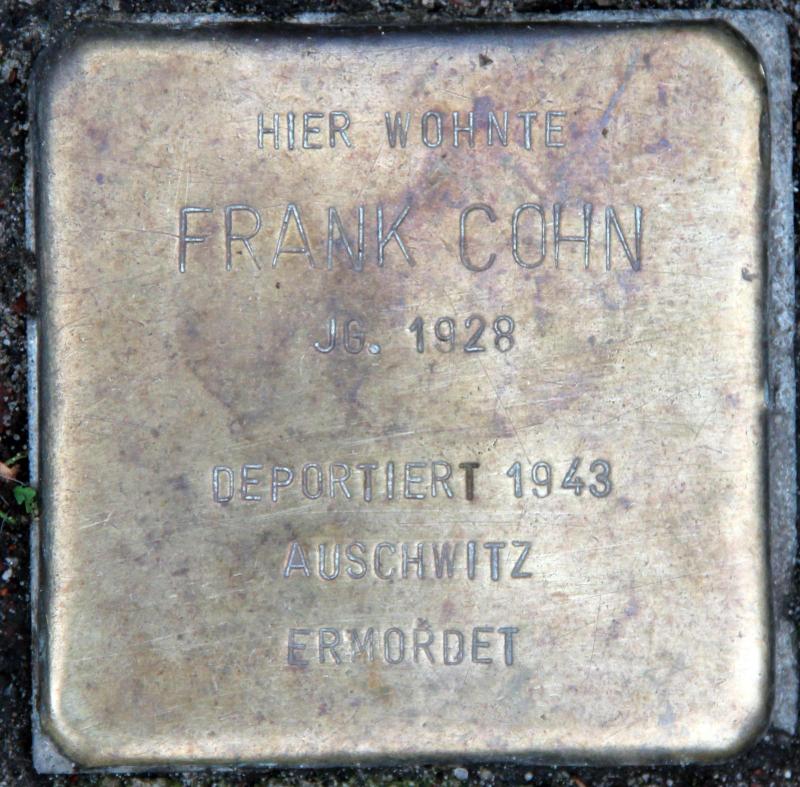 HIER WOHNTE
FRANK COHN
JG. 1928
DEPORTIERT 1943
AUSCHWITZ
ERMORDET